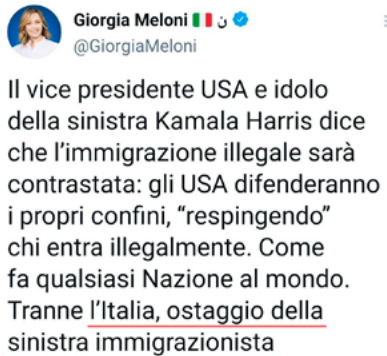 Giorgia Meloni 🇮🇹 ن
@GiorgiaMeloni
Il vice presidente USA e idolo
della sinistra Kamala Harris dice
che l’immigrazione illegale sarà
contrastata: gli USA difenderanno
i propri confini, “respingendo”
chi entra illegalmente. Come
fa qualsiasi Nazione al mondo.
Tranne l’Italia, ostaggio della
sinistra immigrazionista